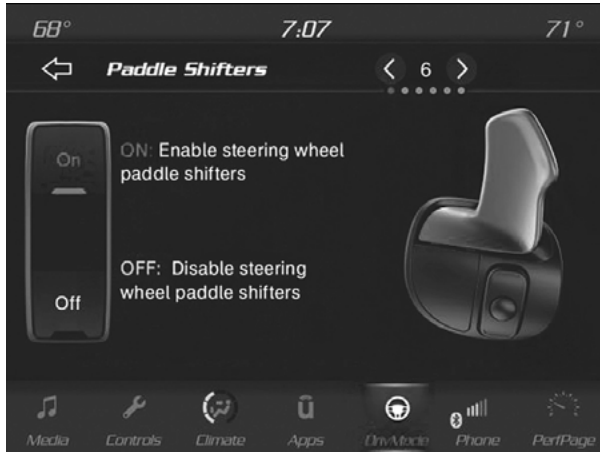 68° 7:07 71°
Paddle Shifters 6
On
ON: Enable steering wheel
paddle shifters
OFF: Disable steering
wheel paddle shifters
Off
Media Controls Climate Apps DrvMode Phone PerfPage